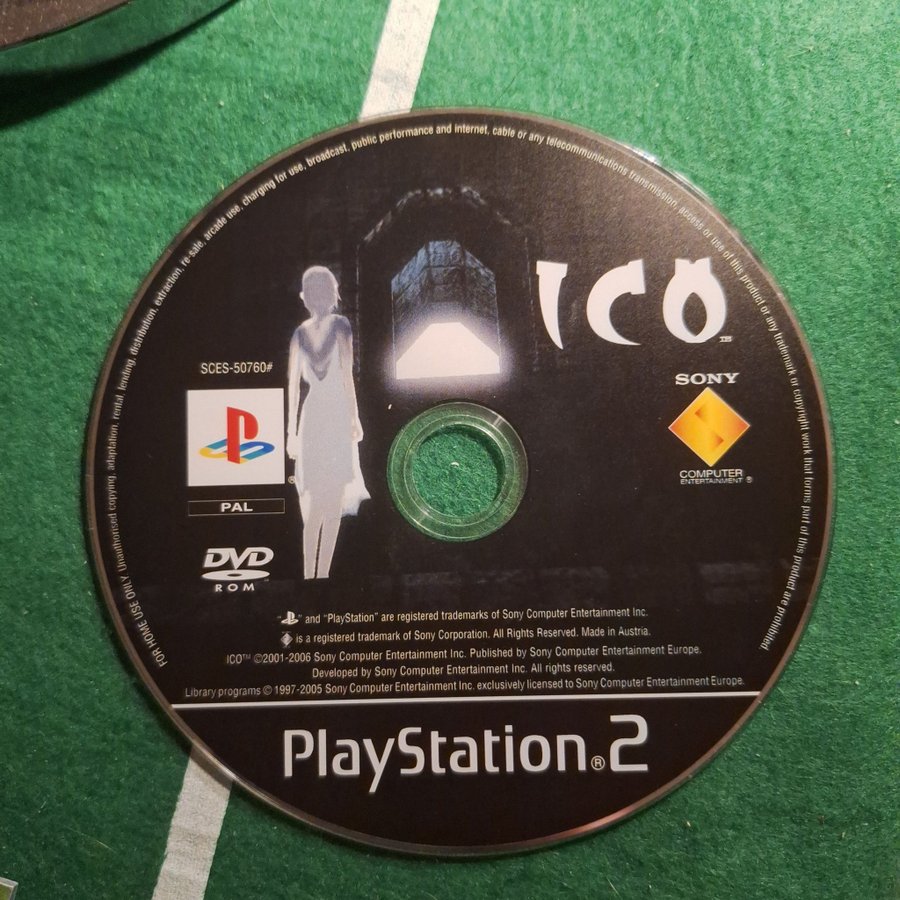 FOR HOME USE ONLY. Unauthorised copying, adaptation, rental, lending, distribution, extraction, re-sale, arcade use, charging for use, broadcast, public performance and internet, cable or any telecommunications transmission, access or use of this product or any trademark or copyright work that forms part of this product are prohibited.
ICO™
SCES-50760#
SONY
COMPUTER
ENTERTAINMENT ®
®
PAL
DVD
ROM
" " and "PlayStation" are registered trademarks of Sony Computer Entertainment Inc.
is a registered trademark of Sony Corporation. All Rights Reserved. Made in Austria.
ICO™ ©2001-2006 Sony Computer Entertainment Inc. Published by Sony Computer Entertainment Europe.
Developed by Sony Computer Entertainment Inc. All rights reserved.
Library programs © 1997-2005 Sony Computer Entertainment Inc. exclusively licensed to Sony Computer Entertainment Europe.
PlayStation®2